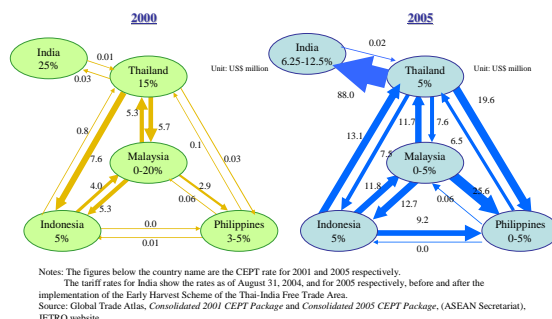 2000
2005
India
25%
0.01
0.03
Thailand
15%
Unit: US$ million
5.3
5.7
0.8
7.6
0.1
0.03
Malaysia
0-20%
4.0
5.3
2.9
0.06
Indonesia
5%
0.0
0.01
Philippines
3-5%
India
6.25-12.5%
0.02
88.0
Thailand
5%
Unit: US$ million
19.6
13.1
7.5
11.7
7.6
6.5
Malaysia
0-5%
11.8
12.7
0.06
25.6
Indonesia
5%
9.2
0.0
Philippines
0-5%
Notes: The figures below the country name are the CEPT rate for 2001 and 2005 respectively.
The tariff rates for India show the rates as of August 31, 2004, and for 2005 respectively, before and after the
implementation of the Early Harvest Scheme of the Thai-India Free Trade Area.
Source: Global Trade Atlas, Consolidated 2001 CEPT Package and Consolidated 2005 CEPT Package, (ASEAN Secretariat),
JETRO website